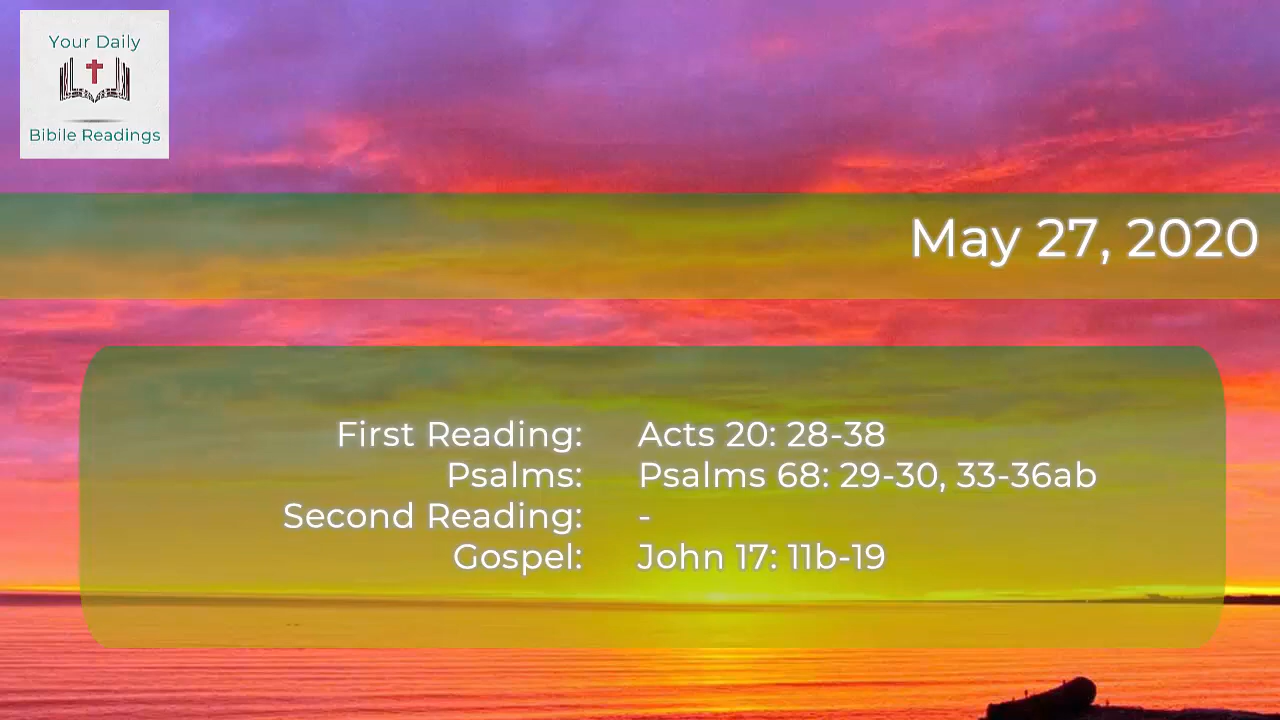 Your Daily
Bibile Readings
May 27, 2020
First Reading: Acts 20: 28-38
Psalms: Psalms 68: 29-30, 33-36ab
Second Reading: -
Gospel: John 17: 11b-19